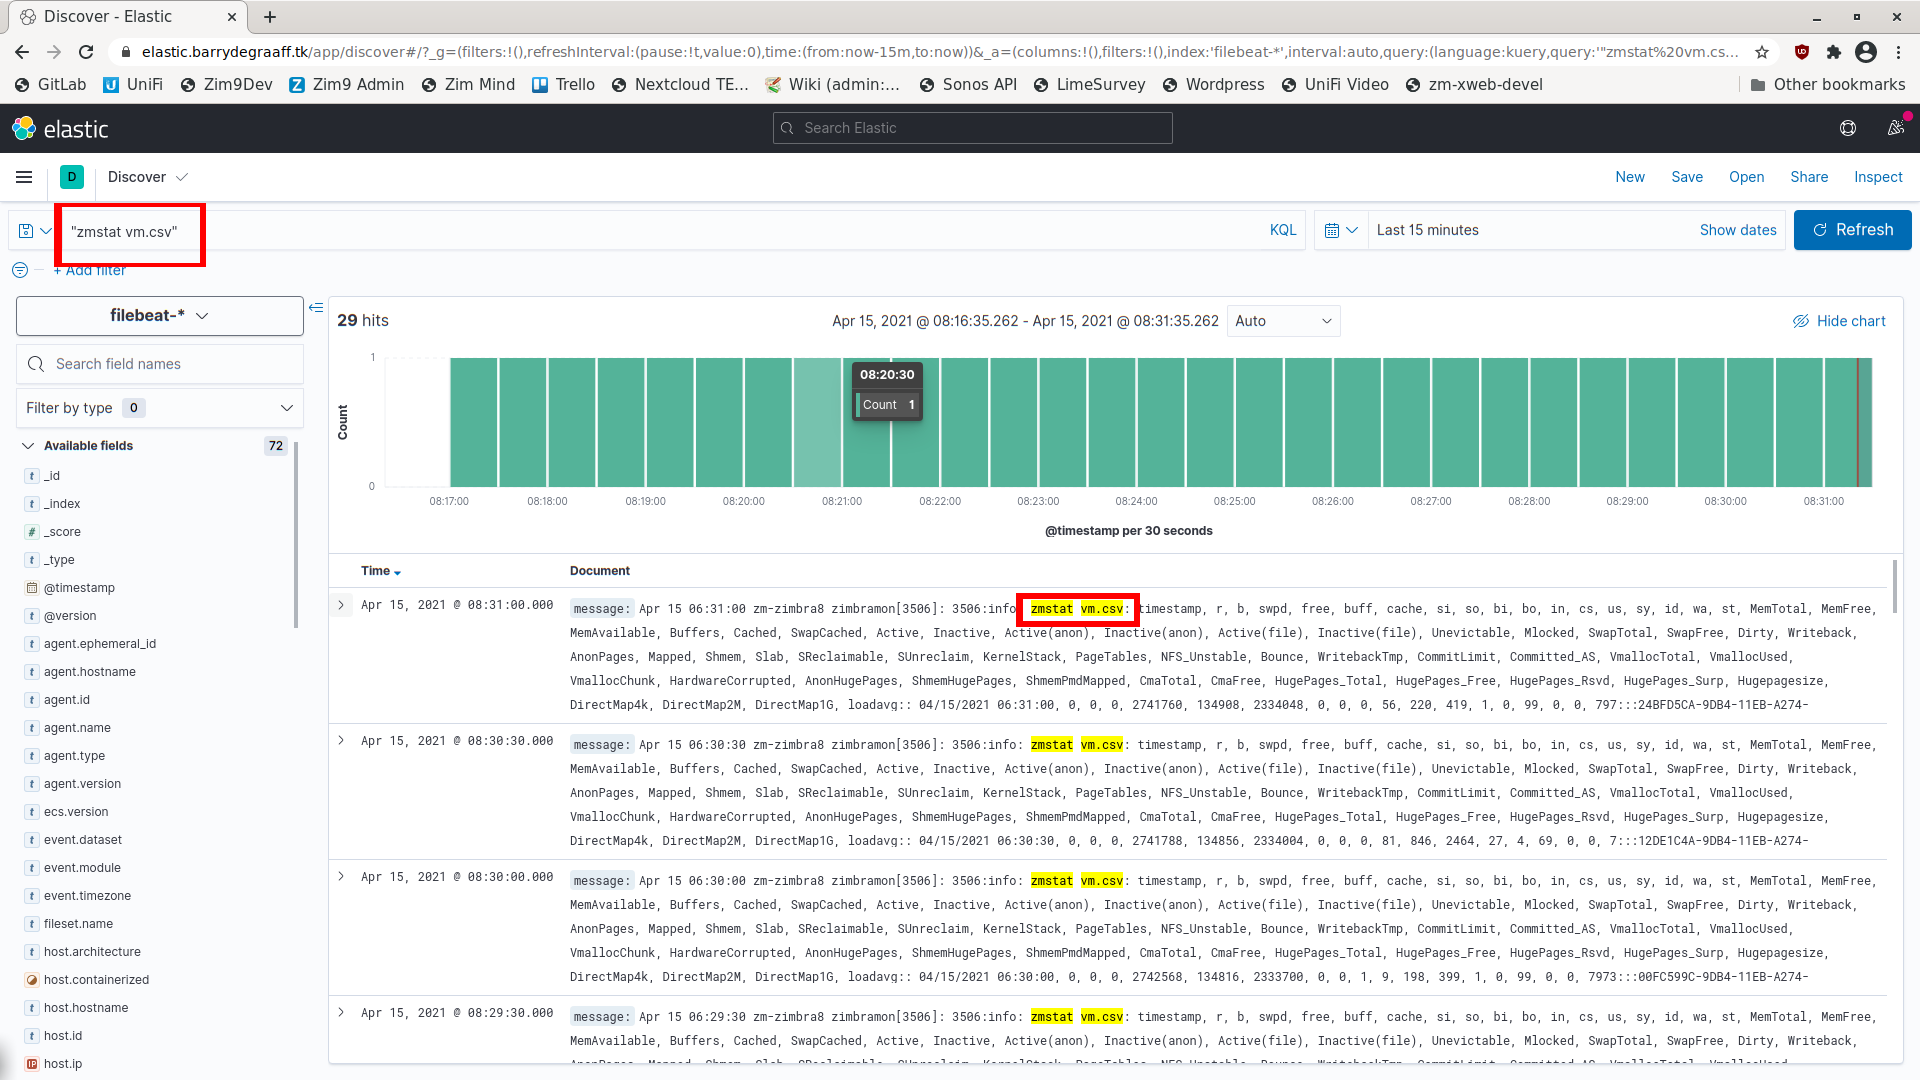 Discover - Elastic
elastic.barrydegraaff.tk/app/discover#/?_g=(filters:!(),refreshInterval:(pause:!t,value:0),time:(from:now-15m,to:now))&_a=(columns:!(),filters:!(),index:'filebeat-*',interval:auto,query:(language:kuery,query:'"zmstat%20vm.cs...
GitLab UniFi Zim9Dev Zim9 Admin Zim Mind Trello Nextcloud TE... Wiki (admin:... Sonos API LimeSurvey Wordpress UniFi Video zm-xweb-devel Other bookmarks
elastic Search Elastic
D Discover New Save Open Share Inspect
"zmstat vm.csv" KQL Last 15 minutes Show dates Refresh
+ Add filter
filebeat-*
Search field names
Filter by type 0
Available fields 72
_id
_index
_score
_type
@timestamp
@version
agent.ephemeral_id
agent.hostname
agent.id
agent.name
agent.type
agent.version
ecs.version
event.dataset
event.module
event.timezone
fileset.name
host.architecture
host.containerized
host.hostname
host.id
host.ip
29 hits Apr 15, 2021 @ 08:16:35.262 - Apr 15, 2021 @ 08:31:35.262 Auto Hide chart
1
0
Count
08:20:30
Count 1
08:17:00 08:18:00 08:19:00 08:20:00 08:21:00 08:22:00 08:23:00 08:24:00 08:25:00 08:26:00 08:27:00 08:28:00 08:29:00 08:30:00 08:31:00
@timestamp per 30 seconds
Time Document
Apr 15, 2021 @ 08:31:00.000 message: Apr 15 06:31:00 zm-zimbra8 zimbramon[3506]: 3506:info: zmstat vm.csv: timestamp, r, b, swpd, free, buff, cache, si, so, bi, bo, in, cs, us, sy, id, wa, st, MemTotal, MemFree,
MemAvailable, Buffers, Cached, SwapCached, Active, Inactive, Active(anon), Inactive(anon), Active(file), Inactive(file), Unevictable, Mlocked, SwapTotal, SwapFree, Dirty, Writeback,
AnonPages, Mapped, Shmem, Slab, SReclaimable, SUnreclaim, KernelStack, PageTables, NFS_Unstable, Bounce, WritebackTmp, CommitLimit, Committed_AS, VmallocTotal, VmallocUsed,
VmallocChunk, HardwareCorrupted, AnonHugePages, ShmemHugePages, ShmemPmdMapped, CmaTotal, CmaFree, HugePages_Total, HugePages_Free, HugePages_Rsvd, HugePages_Surp, Hugepagesize,
DirectMap4k, DirectMap2M, DirectMap1G, loadavg:: 04/15/2021 06:31:00, 0, 0, 0, 2741760, 134908, 2334048, 0, 0, 0, 56, 220, 419, 1, 0, 99, 0, 0, 797:::24BFD5CA-9DB4-11EB-A274-
Apr 15, 2021 @ 08:30:30.000 message: Apr 15 06:30:30 zm-zimbra8 zimbramon[3506]: 3506:info: zmstat vm.csv: timestamp, r, b, swpd, free, buff, cache, si, so, bi, bo, in, cs, us, sy, id, wa, st, MemTotal, MemFree,
MemAvailable, Buffers, Cached, SwapCached, Active, Inactive, Active(anon), Inactive(anon), Active(file), Inactive(file), Unevictable, Mlocked, SwapTotal, SwapFree, Dirty, Writeback,
AnonPages, Mapped, Shmem, Slab, SReclaimable, SUnreclaim, KernelStack, PageTables, NFS_Unstable, Bounce, WritebackTmp, CommitLimit, Committed_AS, VmallocTotal, VmallocUsed,
VmallocChunk, HardwareCorrupted, AnonHugePages, ShmemHugePages, ShmemPmdMapped, CmaTotal, CmaFree, HugePages_Total, HugePages_Free, HugePages_Rsvd, HugePages_Surp, Hugepagesize,
DirectMap4k, DirectMap2M, DirectMap1G, loadavg:: 04/15/2021 06:30:30, 0, 0, 0, 2741788, 134856, 2334004, 0, 0, 0, 81, 846, 2464, 27, 4, 69, 0, 0, 7:::12DE1C4A-9DB4-11EB-A274-
Apr 15, 2021 @ 08:30:00.000 message: Apr 15 06:30:00 zm-zimbra8 zimbramon[3506]: 3506:info: zmstat vm.csv: timestamp, r, b, swpd, free, buff, cache, si, so, bi, bo, in, cs, us, sy, id, wa, st, MemTotal, MemFree,
MemAvailable, Buffers, Cached, SwapCached, Active, Inactive, Active(anon), Inactive(anon), Active(file), Inactive(file), Unevictable, Mlocked, SwapTotal, SwapFree, Dirty, Writeback,
AnonPages, Mapped, Shmem, Slab, SReclaimable, SUnreclaim, KernelStack, PageTables, NFS_Unstable, Bounce, WritebackTmp, CommitLimit, Committed_AS, VmallocTotal, VmallocUsed,
VmallocChunk, HardwareCorrupted, AnonHugePages, ShmemHugePages, ShmemPmdMapped, CmaTotal, CmaFree, HugePages_Total, HugePages_Free, HugePages_Rsvd, HugePages_Surp, Hugepagesize,
DirectMap4k, DirectMap2M, DirectMap1G, loadavg:: 04/15/2021 06:30:00, 0, 0, 0, 2742568, 134816, 2333700, 0, 0, 1, 9, 198, 399, 1, 0, 99, 0, 0, 7973:::00FC599C-9DB4-11EB-A274-
Apr 15, 2021 @ 08:29:30.000 message: Apr 15 06:29:30 zm-zimbra8 zimbramon[3506]: 3506:info: zmstat vm.csv: timestamp, r, b, swpd, free, buff, cache, si, so, bi, bo, in, cs, us, sy, id, wa, st, MemTotal, MemFree,
MemAvailable, Buffers, Cached, SwapCached, Active, Inactive, Active(anon), Inactive(anon), Active(file), Inactive(file), Unevictable, Mlocked, SwapTotal, SwapFree, Dirty, Writeback,